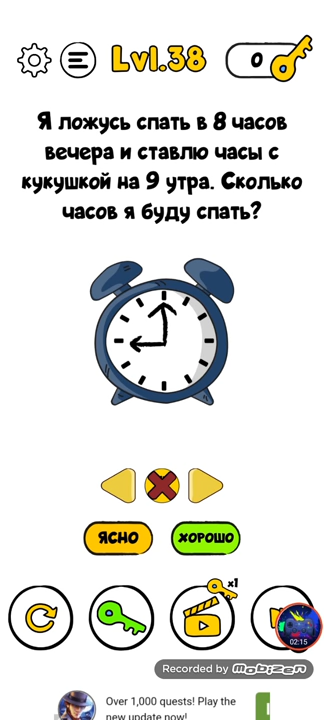 Lvl.38
0
Я ложусь спать в 8 часов
вечера и ставлю часы с
кукушкой на 9 утра. Сколько
часов я буду спать?
ЯСНО
ХОРОШО
x1
02:15
Recorded by mobizen
Over 1,000 quests! Play the
new update now!